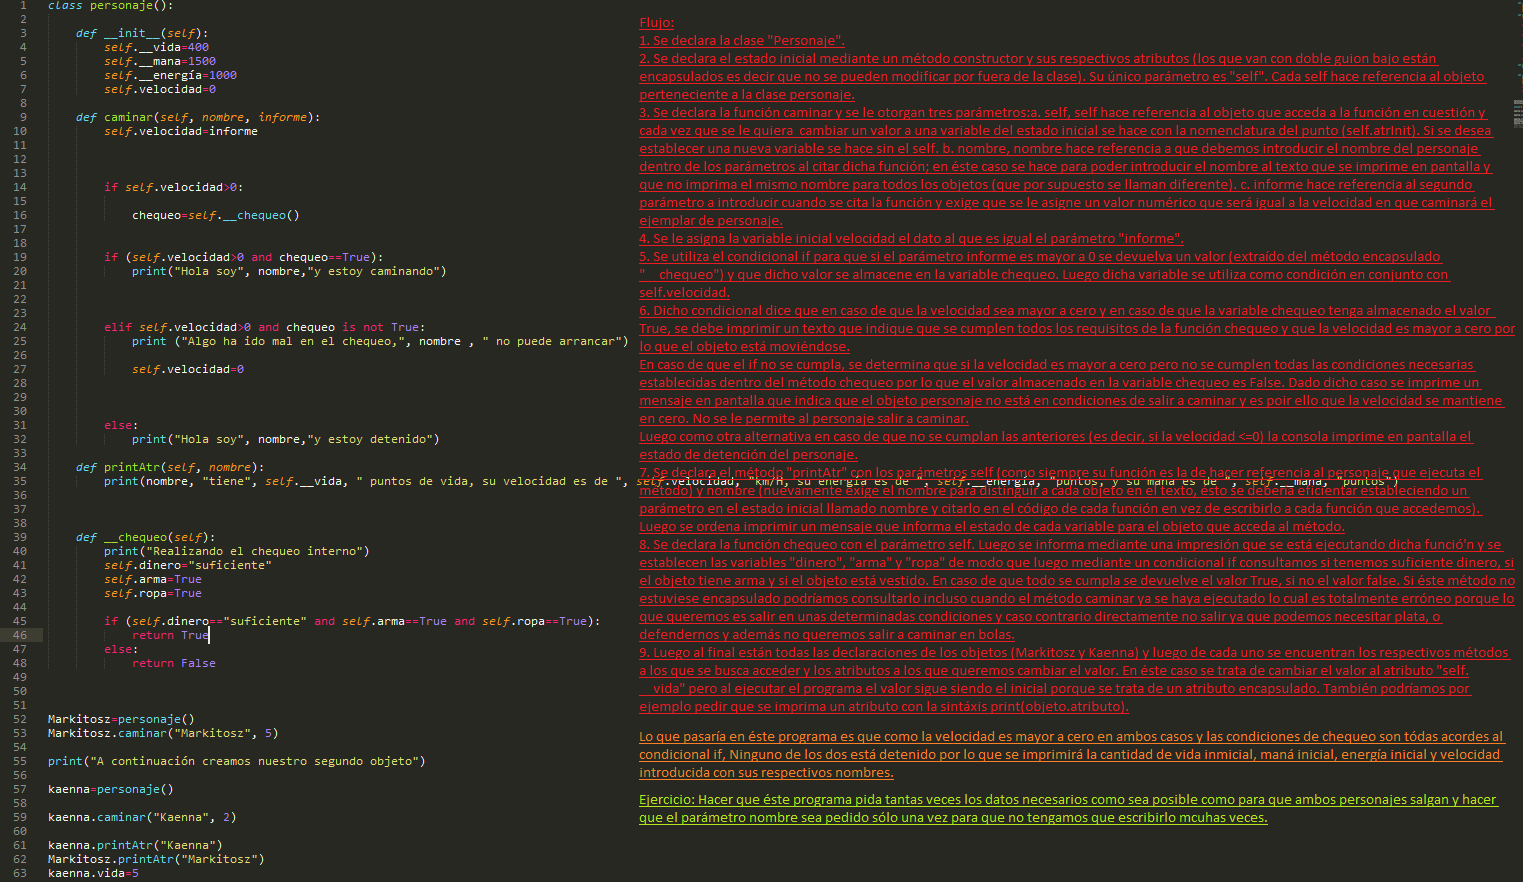 1 class personaje():
2
3 def __init__(self):
4 self.__vida=400
5 self.__mana=1500
6 self.__energía=1000
7 self.velocidad=0
8
9 def caminar(self, nombre, informe):
10 self.velocidad=informe
11
12
13
14 if self.velocidad>0:
15
16 chequeo=self.__chequeo()
17
18
19 if (self.velocidad>0 and chequeo==True):
20 print("Hola soy", nombre,"y estoy caminando")
21
22
23
24 elif self.velocidad>0 and chequeo is not True:
25 print ("Algo ha ido mal en el chequeo,", nombre , " no puede arrancar")
26
27 self.velocidad=0
28
29
30
31 else:
32 print("Hola soy", nombre,"y estoy detenido")
33
34 def printAtr(self, nombre):
35 print(nombre, "tiene", self.__vida, " puntos de vida, su velocidad es de ", self.velocidad, "km/H, su energía es de ", self.__energía, "puntos, y su maná es de ", self.__mana, "puntos")
36
37
38
39 def __chequeo(self):
40 print("Realizando el chequeo interno")
41 self.dinero="suficiente"
42 self.arma=True
43 self.ropa=True
44
45 if (self.dinero=="suficiente" and self.arma==True and self.ropa==True):
46 return True
47 else:
48 return False
49
50
51
52 Markitosz=personaje()
53 Markitosz.caminar("Markitosz", 5)
54
55 print("A continuación creamos nuestro segundo objeto")
56
57 kaenna=personaje()
58
59 kaenna.caminar("Kaenna", 2)
60
61 kaenna.printAtr("Kaenna")
62 Markitosz.printAtr("Markitosz")
63 kaenna.vida=5
Flujo:
1. Se declara la clase "Personaje".
2. Se declara el estado inicial mediante un método constructor y sus respectivos atributos (los que van con doble guion bajo están
encapsulados es decir que no se pueden modificar por fuera de la clase). Su único parámetro es "self". Cada self hace referencia al objeto
perteneciente a la clase personaje.
3. Se declara la función caminar y se le otorgan tres parámetros:a. self, self hace referencia al objeto que acceda a la función en cuestión y
cada vez que se le quiera cambiar un valor a una variable del estado inicial se hace con la nomenclatura del punto (self.atrInit). Si se desea
establecer una nueva variable se hace sin el self. b. nombre, nombre hace referencia a que debemos introducir el nombre del personaje
dentro de los parámetros al citar dicha función; en éste caso se hace para poder introducir el nombre al texto que se imprime en pantalla y
que no imprima el mismo nombre para todos los objetos (que por supuesto se llaman diferente). c. informe hace referencia al segundo
parámetro a introducir cuando se cita la función y exige que se le asigne un valor numérico que será igual a la velocidad en que caminará el
ejemplar de personaje.
4. Se le asigna la variable inicial velocidad el dato al que es igual el parámetro "informe".
5. Se utiliza el condicional if para que si el parámetro informe es mayor a 0 se devuelva un valor (extraído del método encapsulado
"__chequeo") y que dicho valor se almacene en la variable chequeo. Luego dicha variable se utiliza como condición en conjunto con
self.velocidad.
6. Dicho condicional dice que en caso de que la velocidad sea mayor a cero y en caso de que la variable chequeo tenga almacenado el valor
True, se debe imprimir un texto que indique que se cumplen todos los requisitos de la función chequeo y que la velocidad es mayor a cero por
lo que el objeto está moviéndose.
En caso de que el if no se cumpla, se determina que si la velocidad es mayor a cero pero no se cumplen todas las condiciones necesarias
establecidas dentro del método chequeo por lo que el valor almacenado en la variable chequeo es False. Dado dicho caso se imprime un
mensaje en pantalla que indica que el objeto personaje no está en condiciones de salir a caminar y es poir ello que la velocidad se mantiene
en cero. No se le permite al personaje salir a caminar.
Luego como otra alternativa en caso de que no se cumplan las anteriores (es decir, si la velocidad <=0) la consola imprime en pantalla el
estado de detención del personaje.
7. Se declara el método "printAtr" con los parámetros self (como siempre su función es la de hacer referencia al personaje que ejecuta el
método) y nombre (nuevamente exige el nombre para distinguir a cada objeto en el texto, ésto se debería eficientar estableciendo un
parámetro en el estado inicial llamado nombre y citarlo en el código de cada función en vez de escribirlo a cada función que accedemos).
Luego se ordena imprimir un mensaje que informa el estado de cada variable para el objeto que acceda al método.
8. Se declara la función chequeo con el parámetro self. Luego se informa mediante una impresión que se está ejecutando dicha funció'n y se
establecen las variables "dinero", "arma" y "ropa" de modo que luego mediante un condicional if consultamos si tenemos suficiente dinero, si
el objeto tiene arma y si el objeto está vestido. En caso de que todo se cumpla se devuelve el valor True, si no el valor false. Si éste método no
estuviese encapsulado podríamos consultarlo incluso cuando el método caminar ya se haya ejecutado lo cual es totalmente erróneo porque lo
que queremos es salir en unas determinadas condiciones y caso contrario directamente no salir ya que podemos necesitar plata, o
defendernos y además no queremos salir a caminar en bolas.
9. Luego al final están todas las declaraciones de los objetos (Markitosz y Kaenna) y luego de cada uno se encuentran los respectivos métodos
a los que se busca acceder y los atributos a los que queremos cambiar el valor. En éste caso se trata de cambiar el valor al atributo "self.
__vida" pero al ejecutar el programa el valor sigue siendo el inicial porque se trata de un atributo encapsulado. También podríamos por
ejemplo pedir que se imprima un atributo con la sintáxis print(objeto.atributo).
Lo que pasaría en éste programa es que como la velocidad es mayor a cero en ambos casos y las condiciones de chequeo son tódas acordes al
condicional if, Ninguno de los dos está detenido por lo que se imprimirá la cantidad de vida inmicial, maná inicial, energía inicial y velocidad
introducida con sus respectivos nombres.
Ejercicio: Hacer que éste programa pida tantas veces los datos necesarios como sea posible como para que ambos personajes salgan y hacer
que el parámetro nombre sea pedido sólo una vez para que no tengamos que escribirlo mcuhas veces.